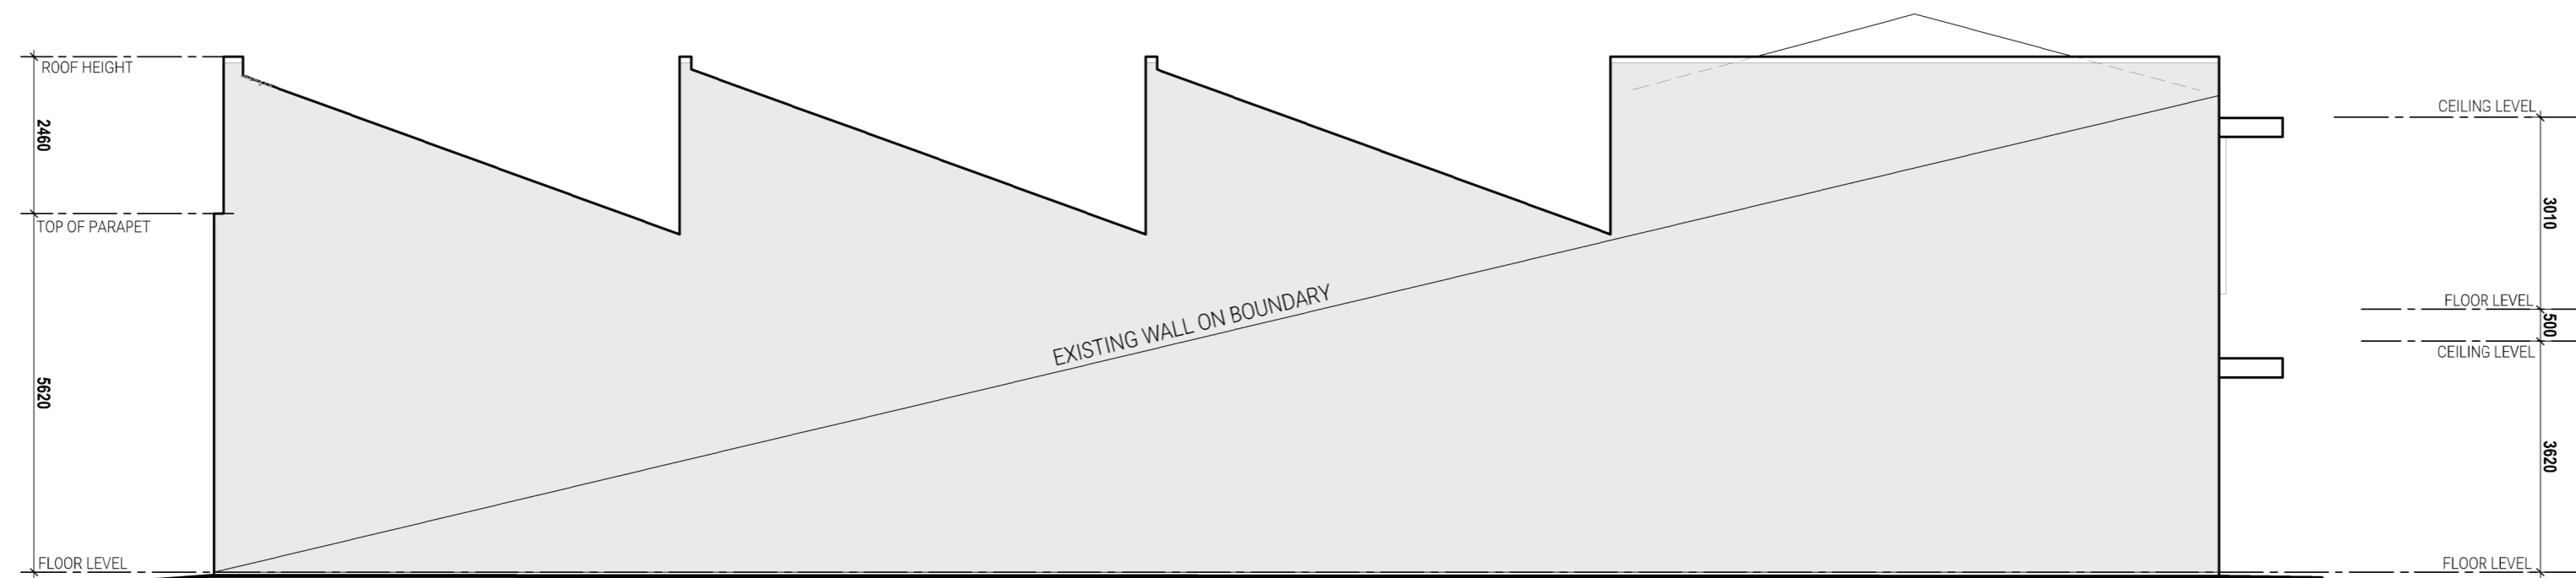 ROOF HEIGHT
2460
TOP OF PARAPET
5620
FLOOR LEVEL
EXISTING WALL ON BOUNDARY
CEILING LEVEL
3010
FLOOR LEVEL
500
CEILING LEVEL
3620
FLOOR LEVEL